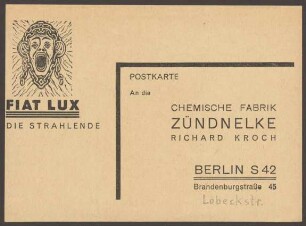 FIAT LUX
DIE STRAHLENDE
POSTKARTE
An die
CHEMISCHE FABRIK
ZÜNDNELKE
RICHARD KROCH
BERLIN S 42
Brandenburgstraße 45
Lobeckstr.